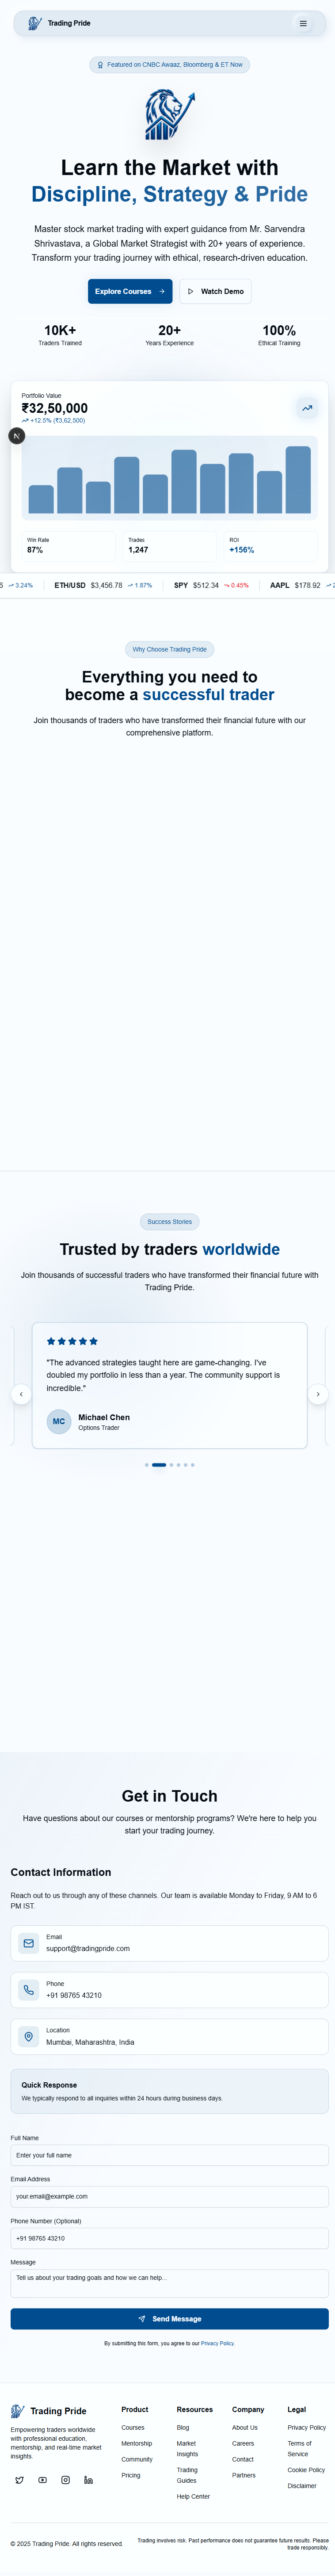 Trading Pride
Featured on CNBC Awaaz, Bloomberg & ET Now
Learn the Market with
Discipline, Strategy & Pride
Master stock market trading with expert guidance from Mr. Sarvendra
Shrivastava, a Global Market Strategist with 20+ years of experience.
Transform your trading journey with ethical, research-driven education.
Explore Courses
Watch Demo
10K+
Traders Trained
20+
Years Experience
100%
Ethical Training
Portfolio Value
₹32,50,000
+12.5% (₹3,62,500)
N
Win Rate
87%
Trades
1,247
ROI
+156%
3.24% ETH/USD $3,456.78 1.87% SPY $512.34 0.45% AAPL $178.92
Why Choose Trading Pride
Everything you need to
become a successful trader
Join thousands of traders who have transformed their financial future with our
comprehensive platform.
Success Stories
Trusted by traders worldwide
Join thousands of successful traders who have transformed their financial future with
Trading Pride.
"The advanced strategies taught here are game-changing. I've
doubled my portfolio in less than a year. The community support is
incredible."
MC
Michael Chen
Options Trader
Get in Touch
Have questions about our courses or mentorship programs? We're here to help you
start your trading journey.
Contact Information
Reach out to us through any of these channels. Our team is available Monday to Friday, 9 AM to 6
PM IST.
Email
support@tradingpride.com
Phone
+91 98765 43210
Location
Mumbai, Maharashtra, India
Quick Response
We typically respond to all inquiries within 24 hours during business days.
Full Name
Enter your full name
Email Address
your.email@example.com
Phone Number (Optional)
+91 98765 43210
Message
Tell us about your trading goals and how we can help...
Send Message
By submitting this form, you agree to our Privacy Policy.
Trading Pride
Empowering traders worldwide
with professional education,
mentorship, and real-time market
insights.
Product
Courses
Mentorship
Community
Pricing
Resources
Blog
Market
Insights
Trading
Guides
Help Center
Company
About Us
Careers
Contact
Partners
Legal
Privacy Policy
Terms of
Service
Cookie Policy
Disclaimer
© 2025 Trading Pride. All rights reserved.
Trading involves risk. Past performance does not guarantee future results. Please
trade responsibly.